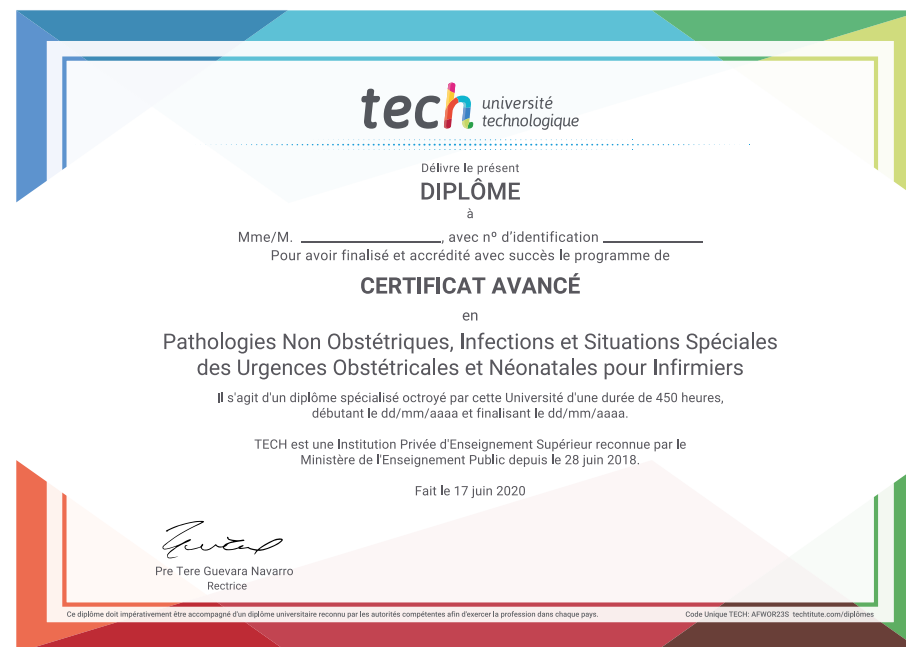 tech université
technologique
Délivre le présent
DIPLÔME
à
Mme/M. ____________________, avec nº d'identification ______________
Pour avoir finalisé et accrédité avec succès le programme de
CERTIFICAT AVANCÉ
en
Pathologies Non Obstétriques, Infections et Situations Spéciales
des Urgences Obstétricales et Néonatales pour Infirmiers
Il s'agit d'un diplôme spécialisé octroyé par cette Université d'une durée de 450 heures,
débutant le dd/mm/aaaa et finalisant le dd/mm/aaaa.
TECH est une Institution Privée d'Enseignement Supérieur reconnue par le
Ministère de l'Enseignement Public depuis le 28 juin 2018.
Fait le 17 juin 2020
Pre Tere Guevara Navarro
Rectrice
Ce diplôme doit impérativement être accompagné d'un diplôme universitaire reconnu par les autorités compétentes afin d'exercer la profession dans chaque pays.
Code Unique TECH: AFWOR23S techtitute.com/diplômes